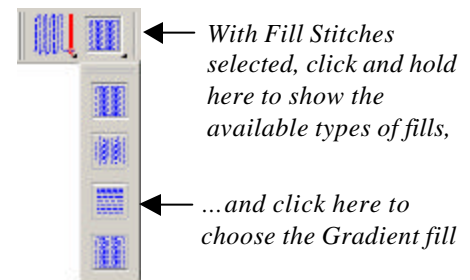 With Fill Stitches
selected, click and hold
here to show the
available types of fills,
...and click here to
choose the Gradient fill